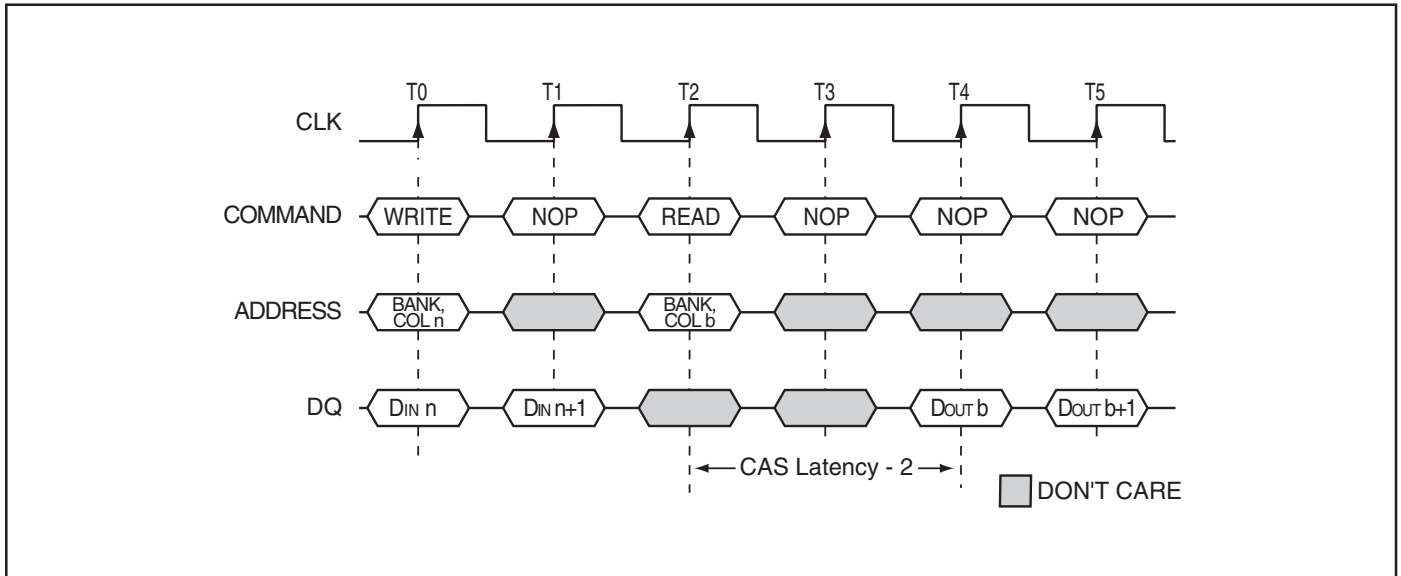 T0 T1 T2 T3 T4 T5
CLK
COMMAND WRITE NOP READ NOP NOP NOP
ADDRESS BANK, COL n BANK, COL b
DQ DIN n DIN n+1 DOUT b DOUT b+1
CAS Latency - 2
DON'T CARE